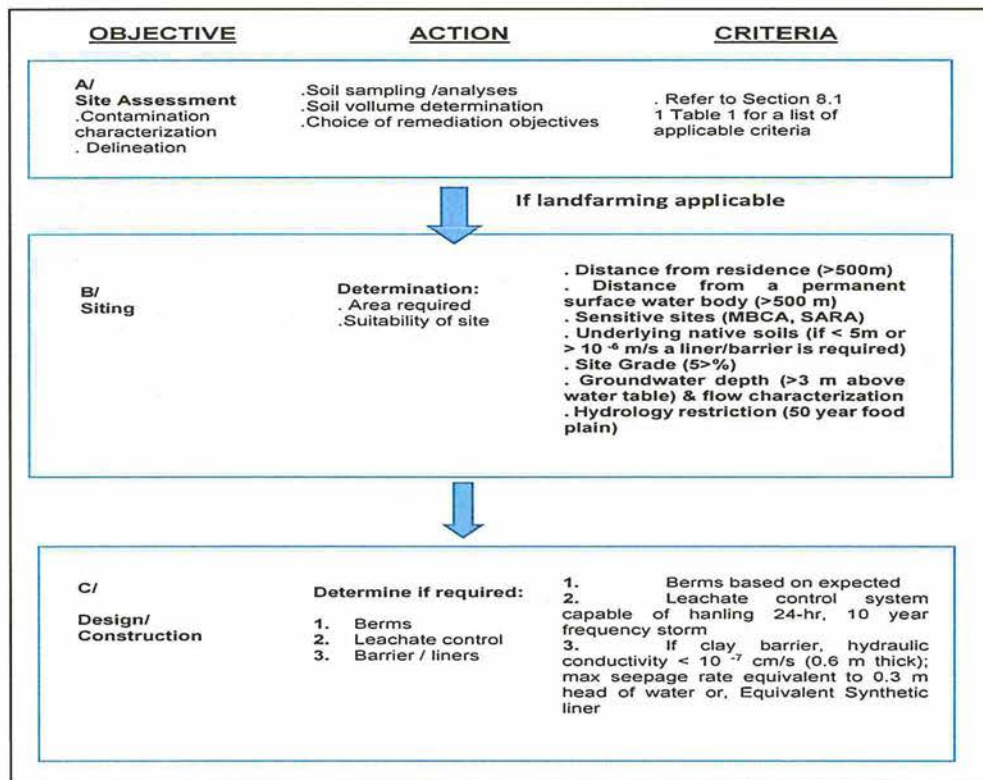 OBJECTIVE ACTION CRITERIA
A/
Site Assessment
.Contamination
characterization
. Delineation
.Soil sampling /analyses
.Soil vollume determination
.Choice of remediation objectives
. Refer to Section 8.1
1 Table 1 for a list of
applicable criteria
If landfarming applicable
B/
Siting
Determination:
. Area required
.Suitability of site
. Distance from residence (>500m)
. Distance from a permanent
surface water body (>500 m)
. Sensitive sites (MBCA, SARA)
. Underlying native soils (if < 5m or
> 10 -6 m/s a liner/barrier is required)
. Site Grade (5>%)
. Groundwater depth (>3 m above
water table) & flow characterization
. Hydrology restriction (50 year food
plain)
C/
Design/
Construction
Determine if required:
1. Berms
2. Leachate control
3. Barrier / liners
1. Berms based on expected
2. Leachate control system
capable of hanling 24-hr, 10 year
frequency storm
3. If clay barrier, hydraulic
conductivity < 10 -7 cm/s (0.6 m thick);
max seepage rate equivalent to 0.3 m
head of water or, Equivalent Synthetic
liner